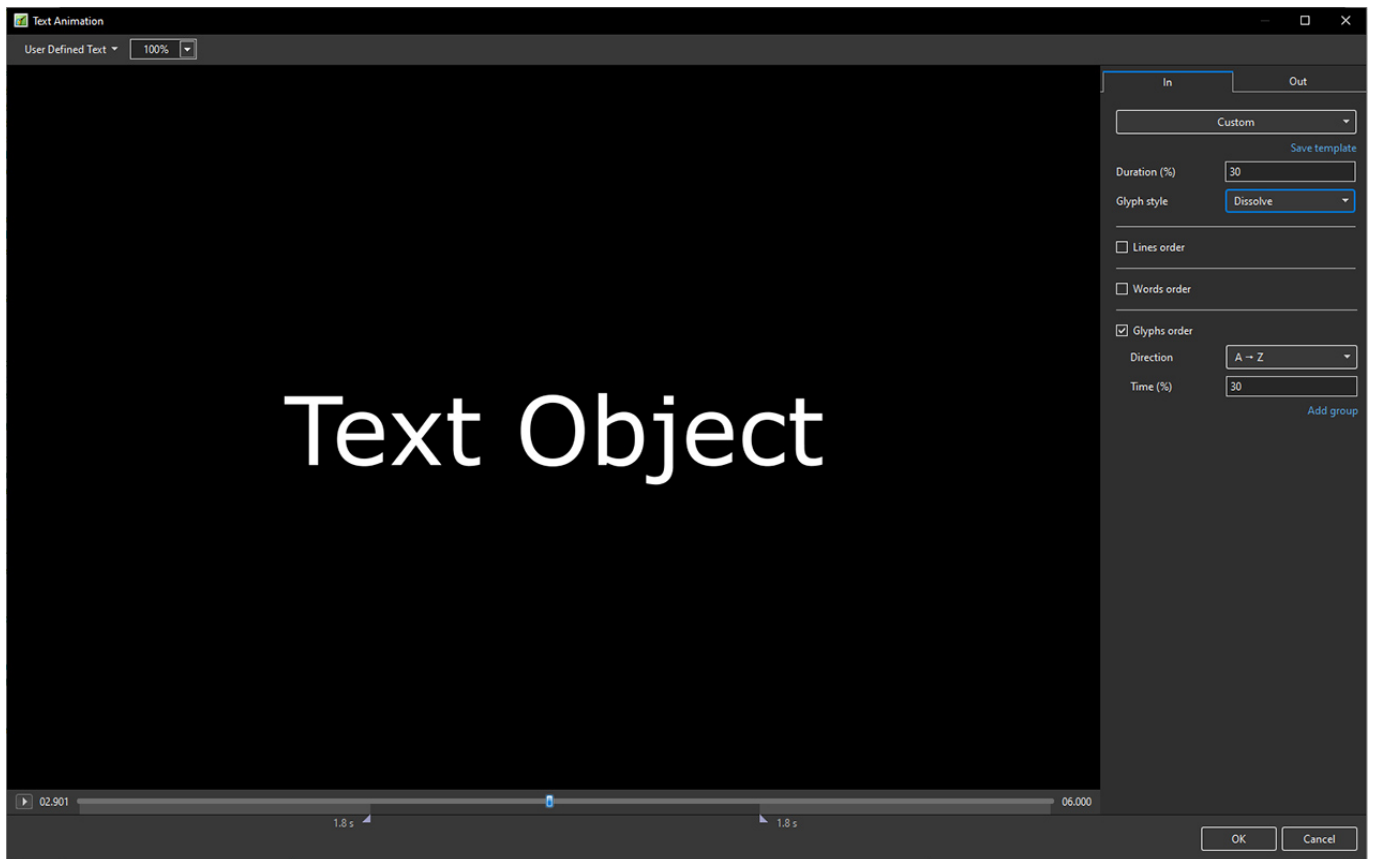 Text Animation
User Defined Text 100%
In Out
Custom
Save template
Duration (%) 30
Glyph style Dissolve
Lines order
Words order
Glyphs order
Direction A → Z
Time (%) 30
Add group
Text Object
02.901 06.000
1.8 s 1.8 s
OK Cancel